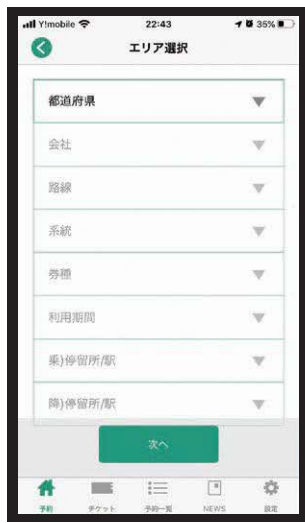 Y!mobile 22:43 35%
エリア選択
都道府県
会社
路線
系統
券種
利用期間
乗)停留所/駅
降)停留所/駅
次へ
予約 チケット 予約一覧 NEWS 設定